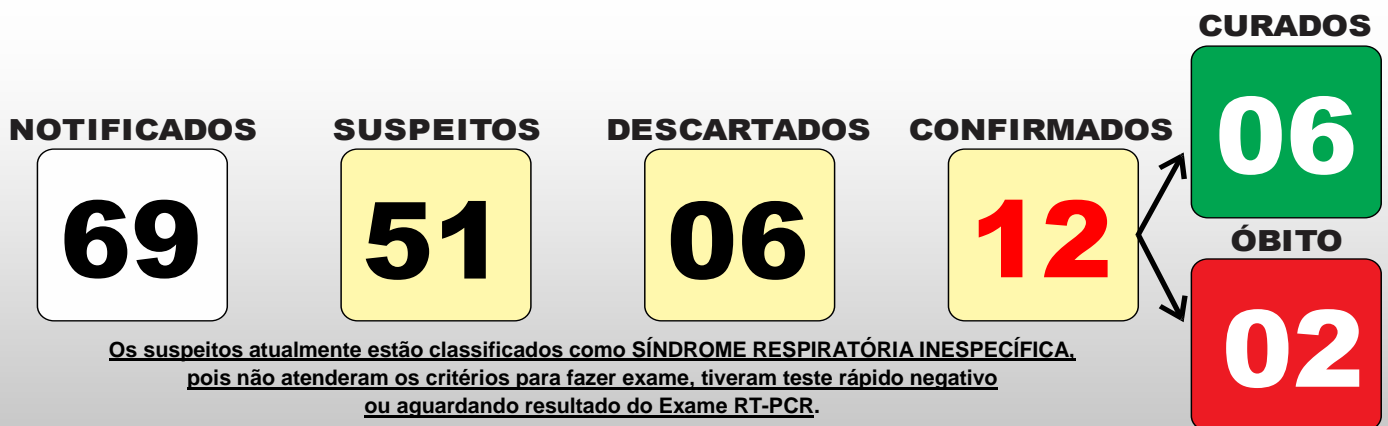 NOTIFICADOS
69
SUSPEITOS
51
DESCARTADOS
06
CONFIRMADOS
12
CURADOS
06
ÓBITO
02
Os suspeitos atualmente estão classificados como SÍNDROME RESPIRATÓRIA INESPECÍFICA,
pois não atenderam os critérios para fazer exame, tiveram teste rápido negativo
ou aguardando resultado do Exame RT-PCR.